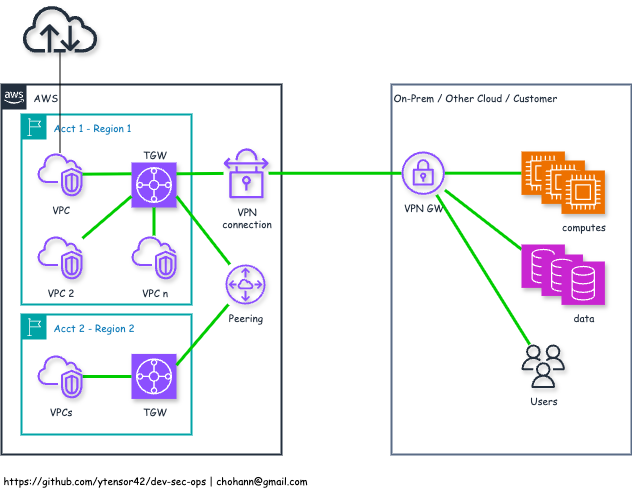 aws
AWS
On-Prem / Other Cloud / Customer
Acct 1 - Region 1
TGW
VPC
VPN
connection
VPN GW
computes
VPC 2
VPC n
Peering
data
Acct 2 - Region 2
VPCs
TGW
Users
https://github.com/ytensor42/dev-sec-ops | chohann@gmail.com